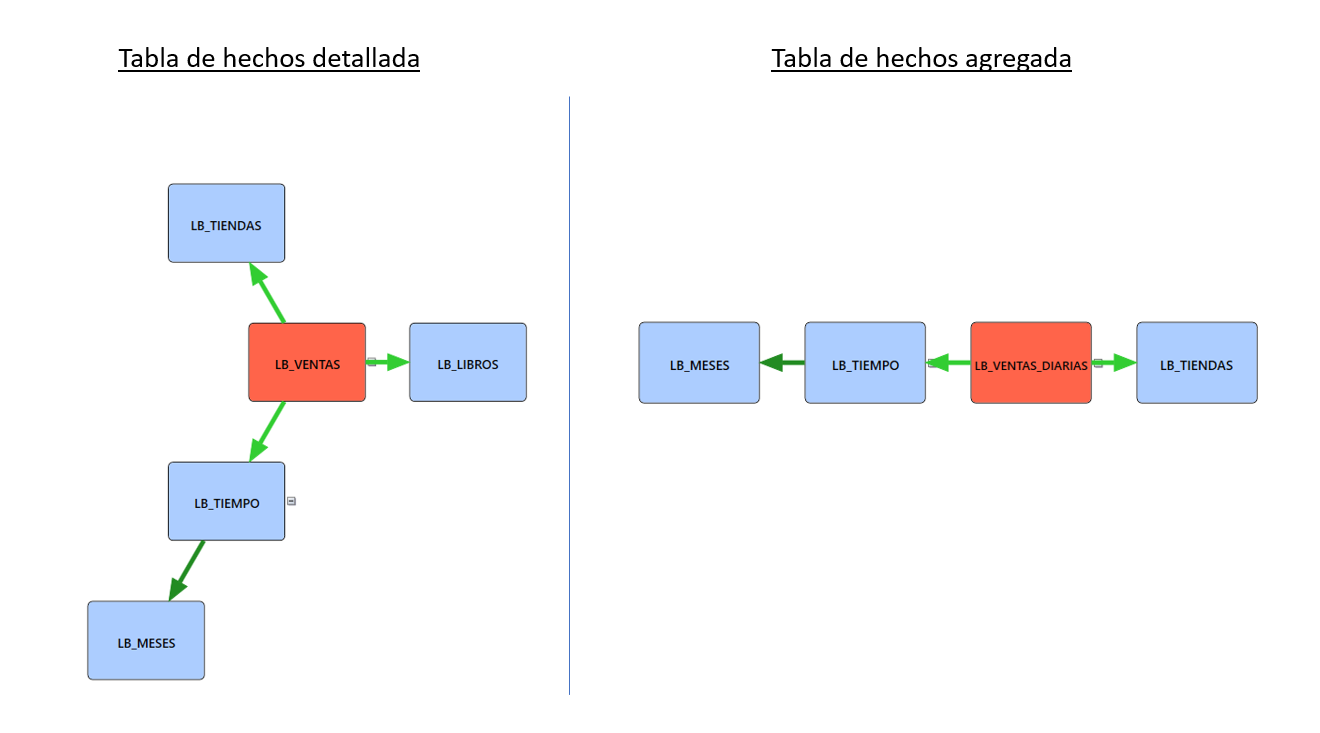 Tabla de hechos detallada
Tabla de hechos agregada
LB_TIENDAS
LB_VENTAS
LB_LIBROS
LB_TIEMPO
LB_MESES
LB_MESES
LB_TIEMPO
LB_VENTAS_DIARIAS
LB_TIENDAS